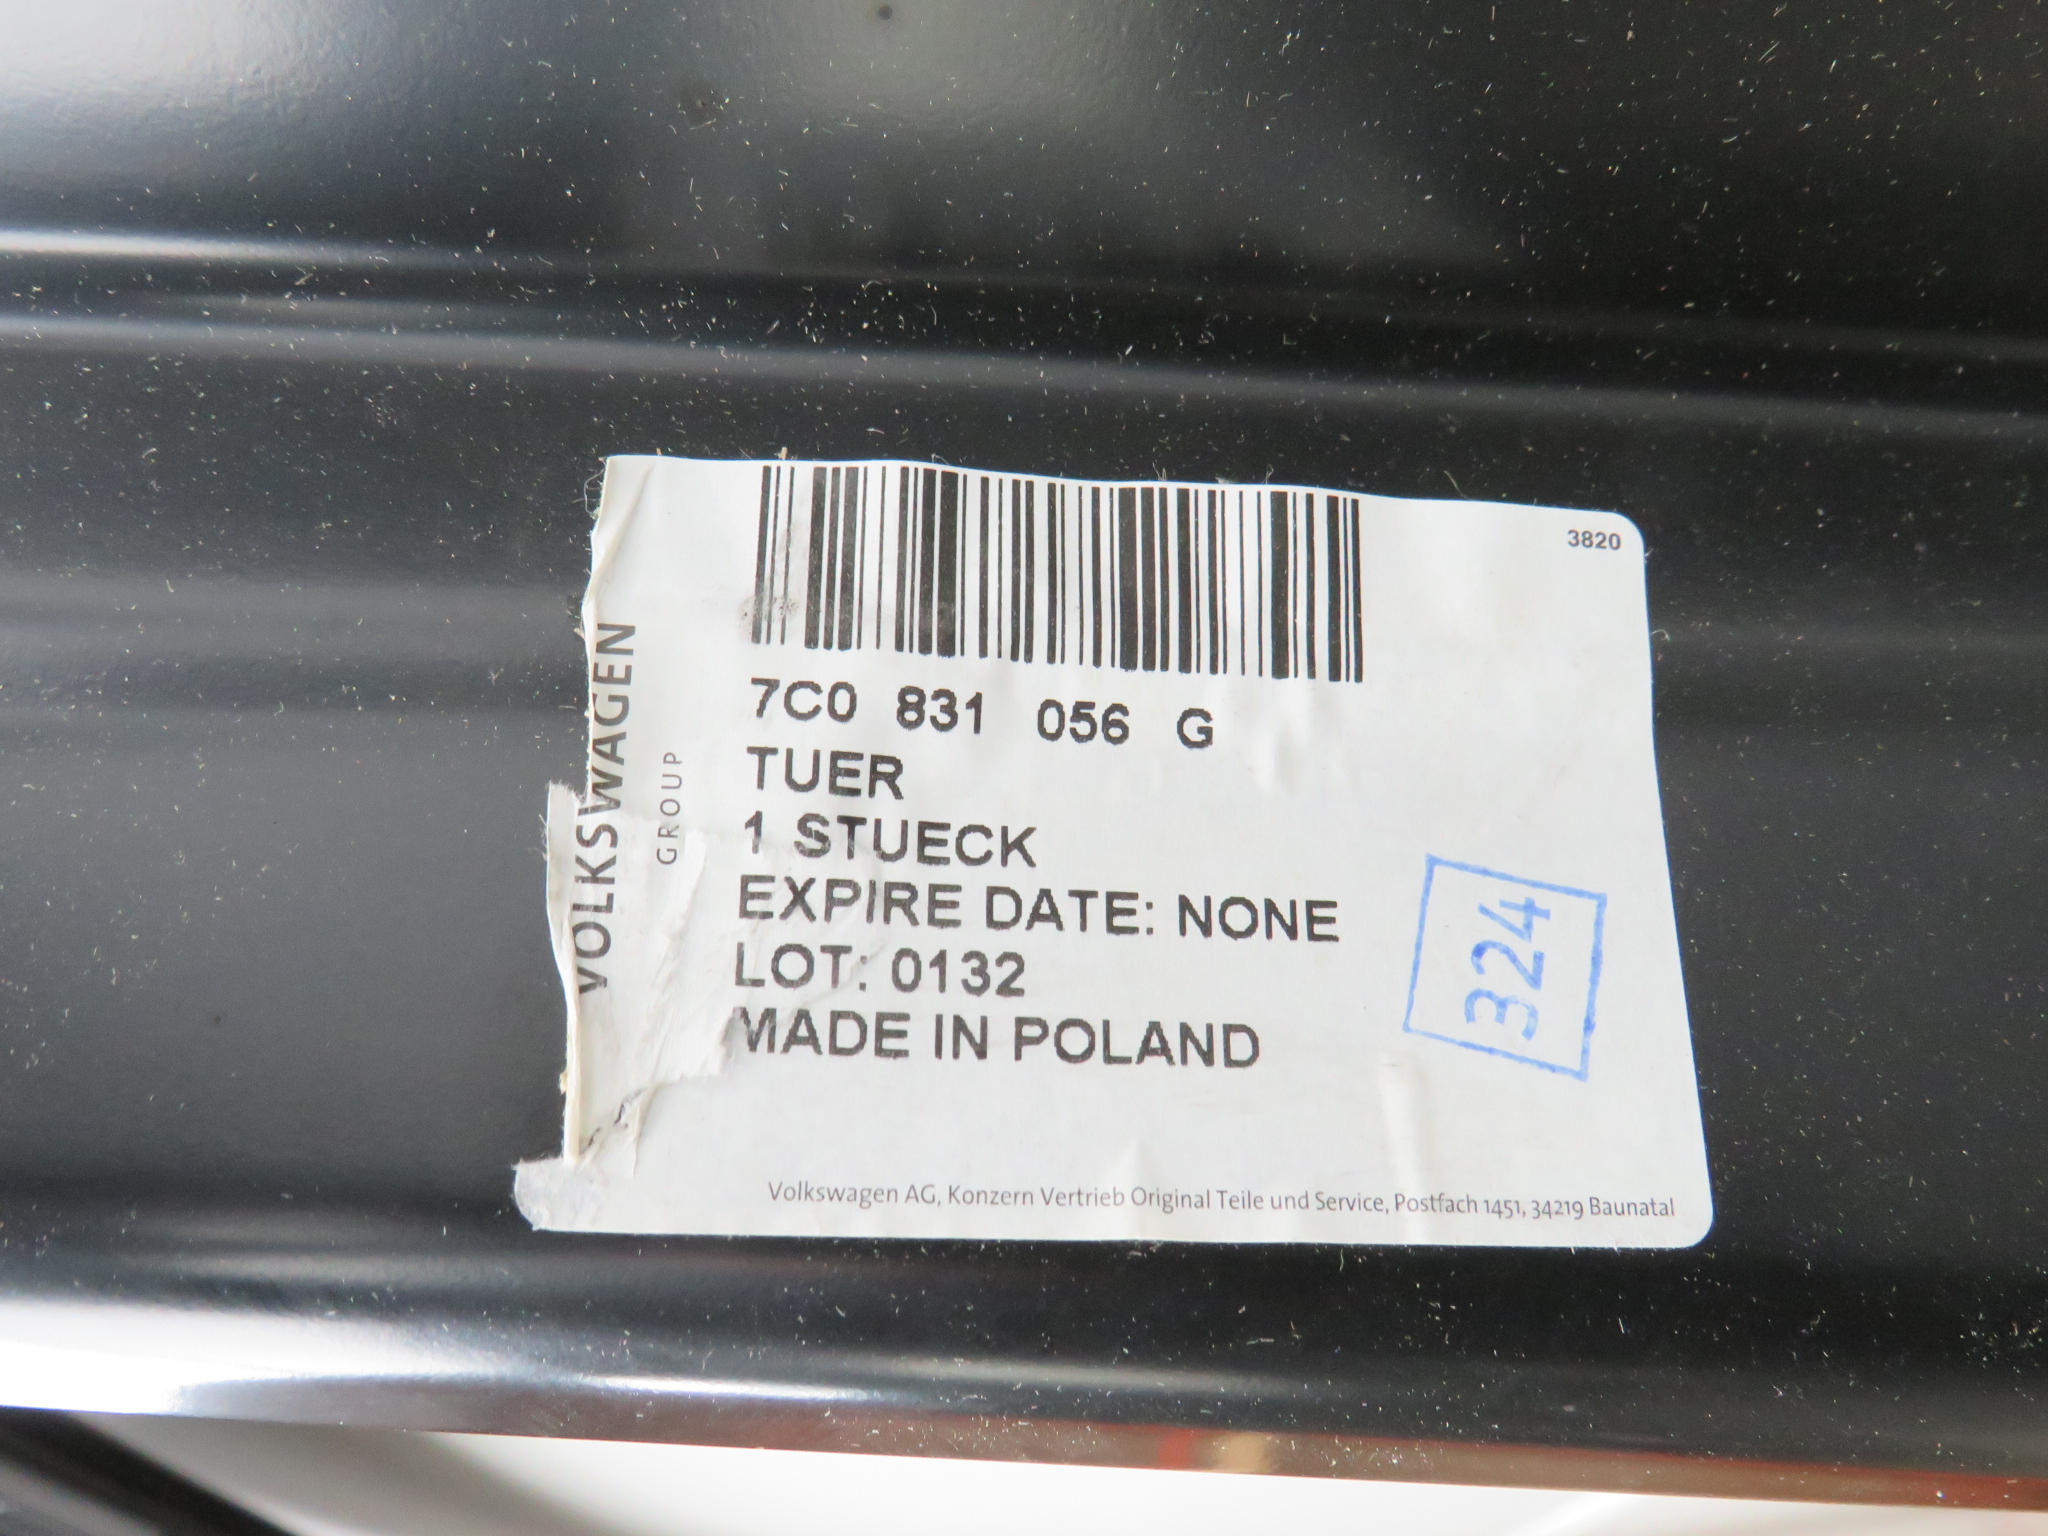 3820
VOLKSWAGEN
GROUP
7C0 831 056 G
TUER
1 STUECK
EXPIRE DATE: NONE
LOT: 0132
MADE IN POLAND
324
Volkswagen AG, Konzern Vertrieb Original Teile und Service, Postfach 1451, 34219 Baunatal